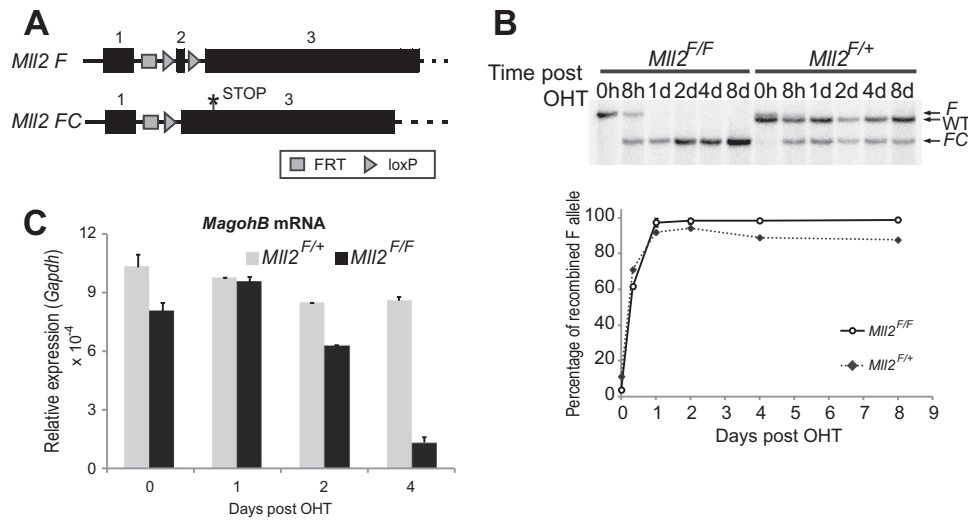 A
1 2 3
Mll2 F
STOP
1 * 3
Mll2 FC
FRT loxP
B
Mll2F/F Mll2F/+
Time post OHT
0h 8h 1d 2d 4d 8d 0h 8h 1d 2d 4d 8d
F
WT
FC
Percentage of recombined F allele
100
80
60
40
20
0
Mll2F/F
Mll2F/+
0 1 2 3 4 5 6 7 8 9
Days post OHT
C
MagohB mRNA
Mll2F/+ Mll2F/F
Relative expression (Gapdh)
x 10-4
12
9
6
3
0
0 1 2 4
Days post OHT